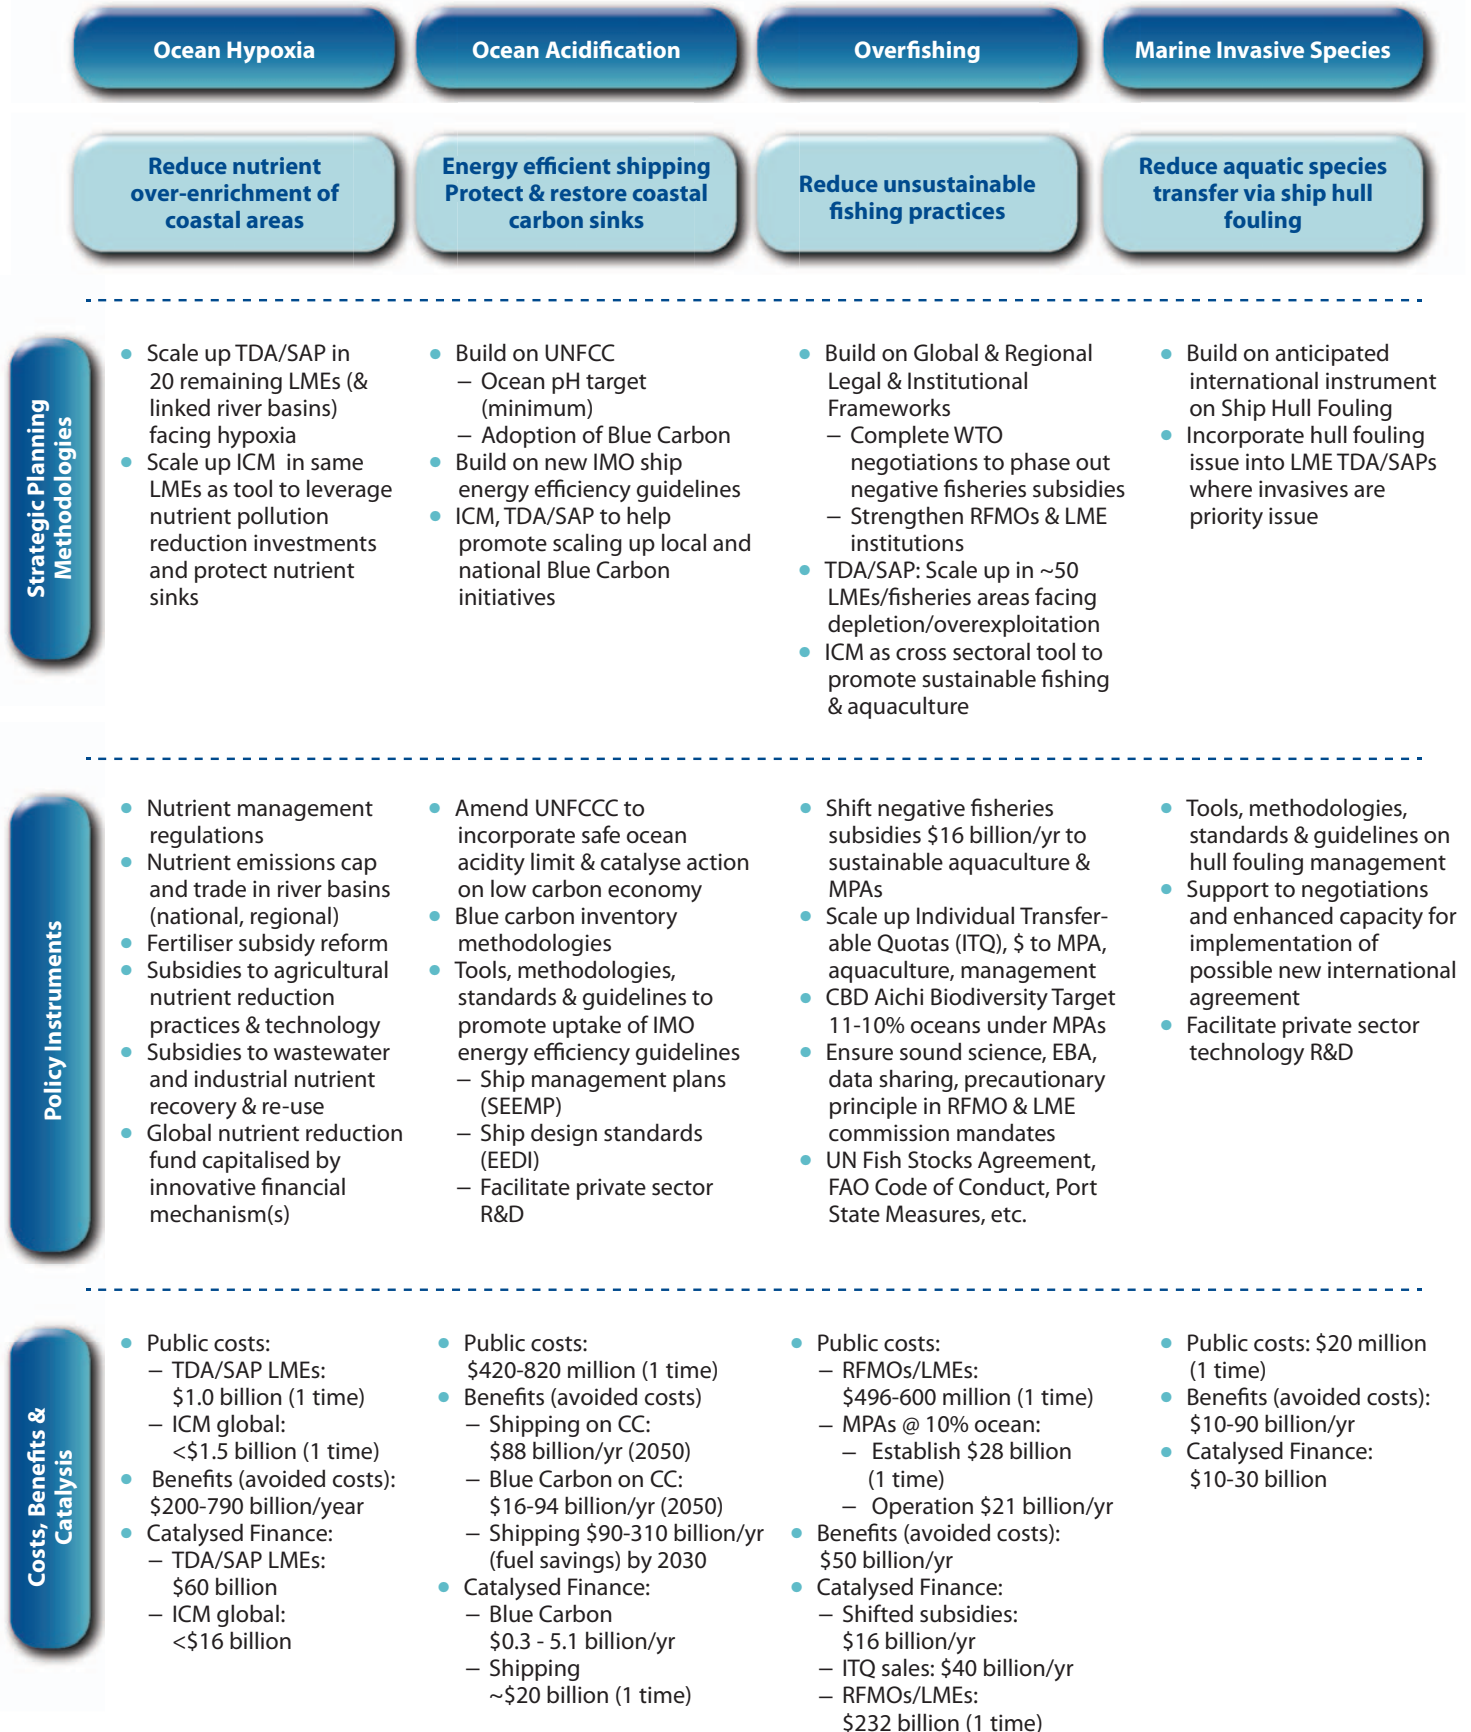 Ocean Hypoxia
Ocean Acidification
Overfishing
Marine Invasive Species
Reduce nutrient
over-enrichment of
coastal areas
Energy efficient shipping
Protect & restore coastal
carbon sinks
Reduce unsustainable
fishing practices
Reduce aquatic species
transfer via ship hull
fouling
Strategic Planning
Methodologies
• Scale up TDA/SAP in
20 remaining LMEs (&
linked river basins)
facing hypoxia
• Scale up ICM in same
LMEs as tool to leverage
nutrient pollution
reduction investments
and protect nutrient
sinks
• Build on UNFCC
– Ocean pH target
(minimum)
– Adoption of Blue Carbon
• Build on new IMO ship
energy efficiency guidelines
• ICM, TDA/SAP to help
promote scaling up local and
national Blue Carbon
initiatives
• Build on Global & Regional
Legal & Institutional
Frameworks
– Complete WTO
negotiations to phase out
negative fisheries subsidies
– Strengthen RFMOs & LME
institutions
• TDA/SAP: Scale up in ~50
LMEs/fisheries areas facing
depletion/overexploitation
• ICM as cross sectoral tool to
promote sustainable fishing
& aquaculture
• Build on anticipated
international instrument
on Ship Hull Fouling
• Incorporate hull fouling
issue into LME TDA/SAPs
where invasives are
priority issue
Policy Instruments
• Nutrient management
regulations
• Nutrient emissions cap
and trade in river basins
(national, regional)
• Fertiliser subsidy reform
• Subsidies to agricultural
nutrient reduction
practices & technology
• Subsidies to wastewater
and industrial nutrient
recovery & re-use
• Global nutrient reduction
fund capitalised by
innovative financial
mechanism(s)
• Amend UNFCCC to
incorporate safe ocean
acidity limit & catalyse action
on low carbon economy
• Blue carbon inventory
methodologies
• Tools, methodologies,
standards & guidelines to
promote uptake of IMO
energy efficiency guidelines
– Ship management plans
(SEEMP)
– Ship design standards
(EEDI)
– Facilitate private sector
R&D
• Shift negative fisheries
subsidies $16 billion/yr to
sustainable aquaculture &
MPAs
• Scale up Individual Transfer-
able Quotas (ITQ), $ to MPA,
aquaculture, management
• CBD Aichi Biodiversity Target
11-10% oceans under MPAs
• Ensure sound science, EBA,
data sharing, precautionary
principle in RFMO & LME
commission mandates
• UN Fish Stocks Agreement,
FAO Code of Conduct, Port
State Measures, etc.
• Tools, methodologies,
standards & guidelines on
hull fouling management
• Support to negotiations
and enhanced capacity for
implementation of
possible new international
agreement
• Facilitate private sector
technology R&D
Costs, Benefits &
Catalysis
• Public costs:
– TDA/SAP LMEs:
$1.0 billion (1 time)
– ICM global:
<$1.5 billion (1 time)
• Benefits (avoided costs):
$200-790 billion/year
• Catalysed Finance:
– TDA/SAP LMEs:
$60 billion
– ICM global:
<$16 billion
• Public costs:
$420-820 million (1 time)
• Benefits (avoided costs)
– Shipping on CC:
$88 billion/yr (2050)
– Blue Carbon on CC:
$16-94 billion/yr (2050)
– Shipping $90-310 billion/yr
(fuel savings) by 2030
• Catalysed Finance:
– Blue Carbon
$0.3 - 5.1 billion/yr
– Shipping
~$20 billion (1 time)
• Public costs:
– RFMOs/LMEs:
$496-600 million (1 time)
– MPAs @ 10% ocean:
– Establish $28 billion
(1 time)
– Operation $21 billion/yr
• Benefits (avoided costs):
$50 billion/yr
• Catalysed Finance:
– Shifted subsidies:
$16 billion/yr
– ITQ sales: $40 billion/yr
– RFMOs/LMEs:
$232 billion (1 time)
• Public costs: $20 million
(1 time)
• Benefits (avoided costs):
$10-90 billion/yr
• Catalysed Finance:
$10-30 billion